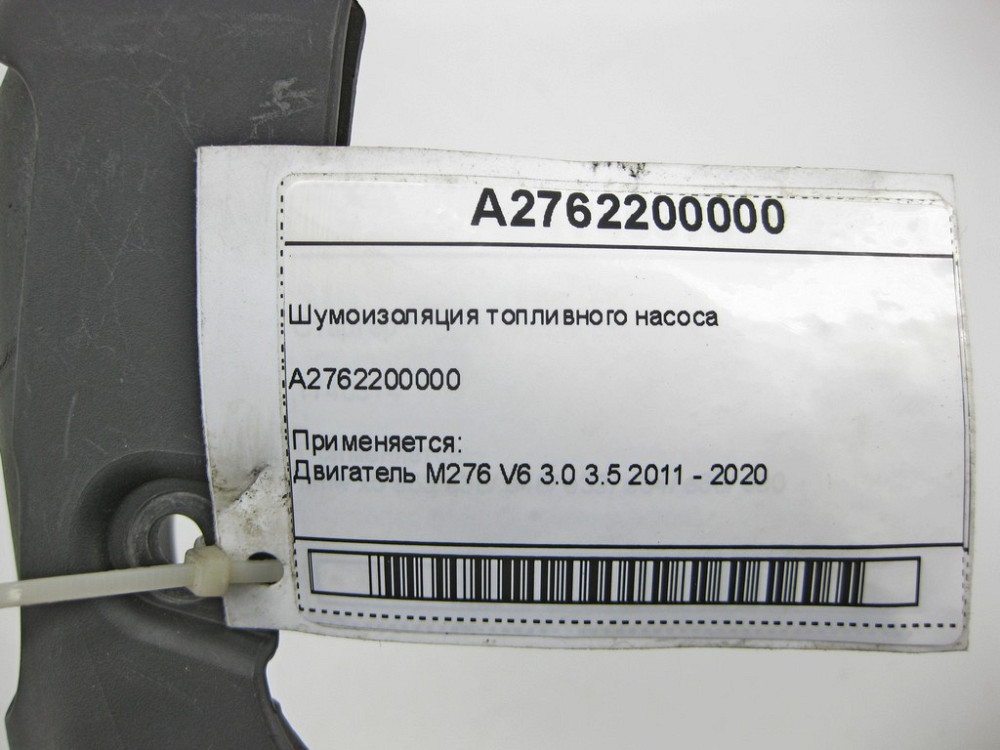 A2762200000
Шумоизоляция топливного насоса
A2762200000
Применяется:
Двигатель M276 V6 3.0 3.5 2011 - 2020